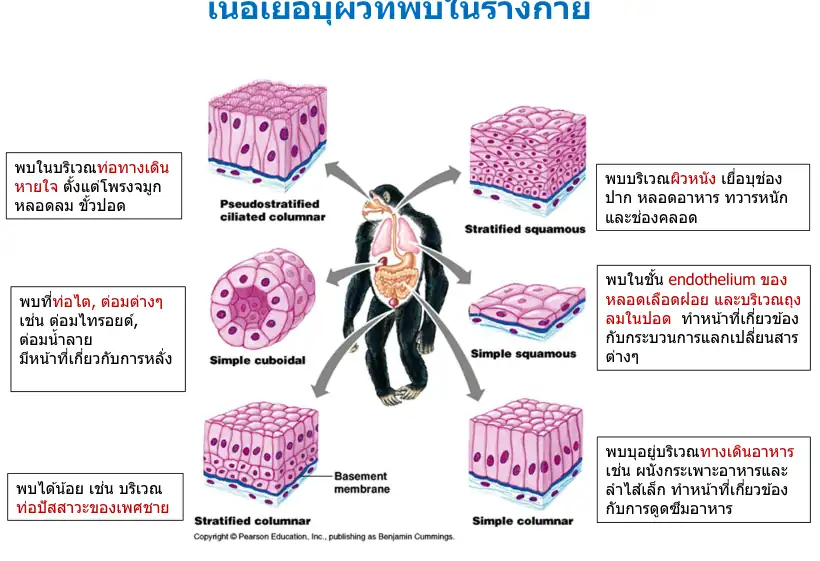 เนื้อเยื่อบุผิวที่พบในร่างกาย
พบในบริเวณท่อทางเดิน
หายใจ ตั้งแต่โพรงจมูก
หลอดลม ขั้วปอด
Pseudostratified
ciliated columnar
Stratified squamous
พบบริเวณผิวหนัง เยื่อบุช่อง
ปาก หลอดอาหาร ทวารหนัก
และช่องคลอด
พบที่ท่อไต, ต่อมต่างๆ
เช่น ต่อมไทรอยด์,
ต่อมน้ำลาย
มีหน้าที่เกี่ยวกับการหลั่ง
Simple cuboidal
Simple squamous
พบในชั้น endothelium ของ
หลอดเลือดฝอย และบริเวณถุง
ลมในปอด ทำหน้าที่เกี่ยวข้อง
กับกระบวนการแลกเปลี่ยนสาร
ต่างๆ
พบได้น้อย เช่น บริเวณ
ท่อปัสสาวะของเพศชาย
Basement
membrane
Stratified columnar
Simple columnar
พบบุอยู่บริเวณทางเดินอาหาร
เช่น ผนังกระเพาะอาหารและ
ลำไส้เล็ก ทำหน้าที่เกี่ยวข้อง
กับการดูดซึมอาหาร
Copyright © Pearson Education, Inc., publishing as Benjamin Cummings.